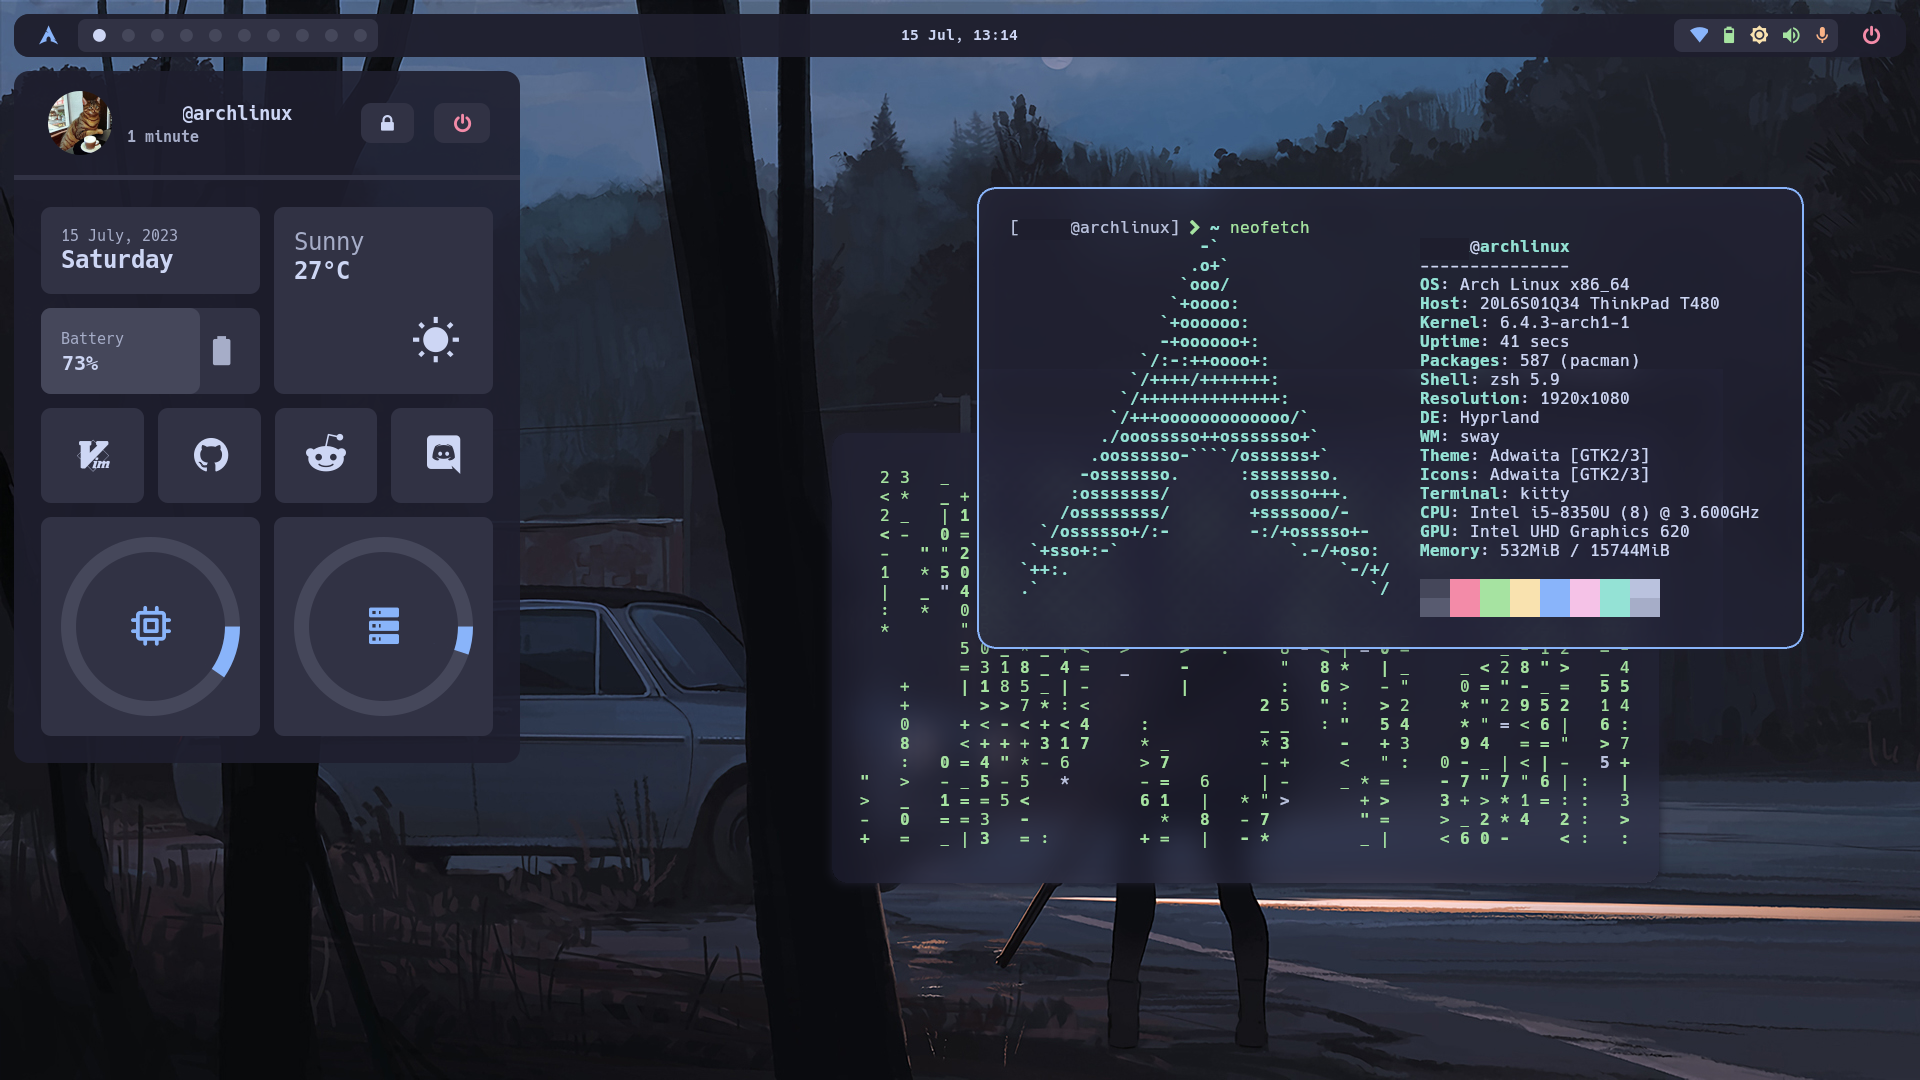 15 Jul, 13:14
@archlinux
1 minute
15 July, 2023
Saturday
Sunny
27°C
Battery
73%
Vim
[ @archlinux] ❯ ~ neofetch
@archlinux
---------------
OS: Arch Linux x86_64
Host: 20L6S01Q34 ThinkPad T480
Kernel: 6.4.3-arch1-1
Uptime: 41 secs
Packages: 587 (pacman)
Shell: zsh 5.9
Resolution: 1920x1080
DE: Hyprland
WM: sway
Theme: Adwaita [GTK2/3]
Icons: Adwaita [GTK2/3]
Terminal: kitty
CPU: Intel i5-8350U (8) @ 3.600GHz
GPU: Intel UHD Graphics 620
Memory: 532MiB / 15744MiB